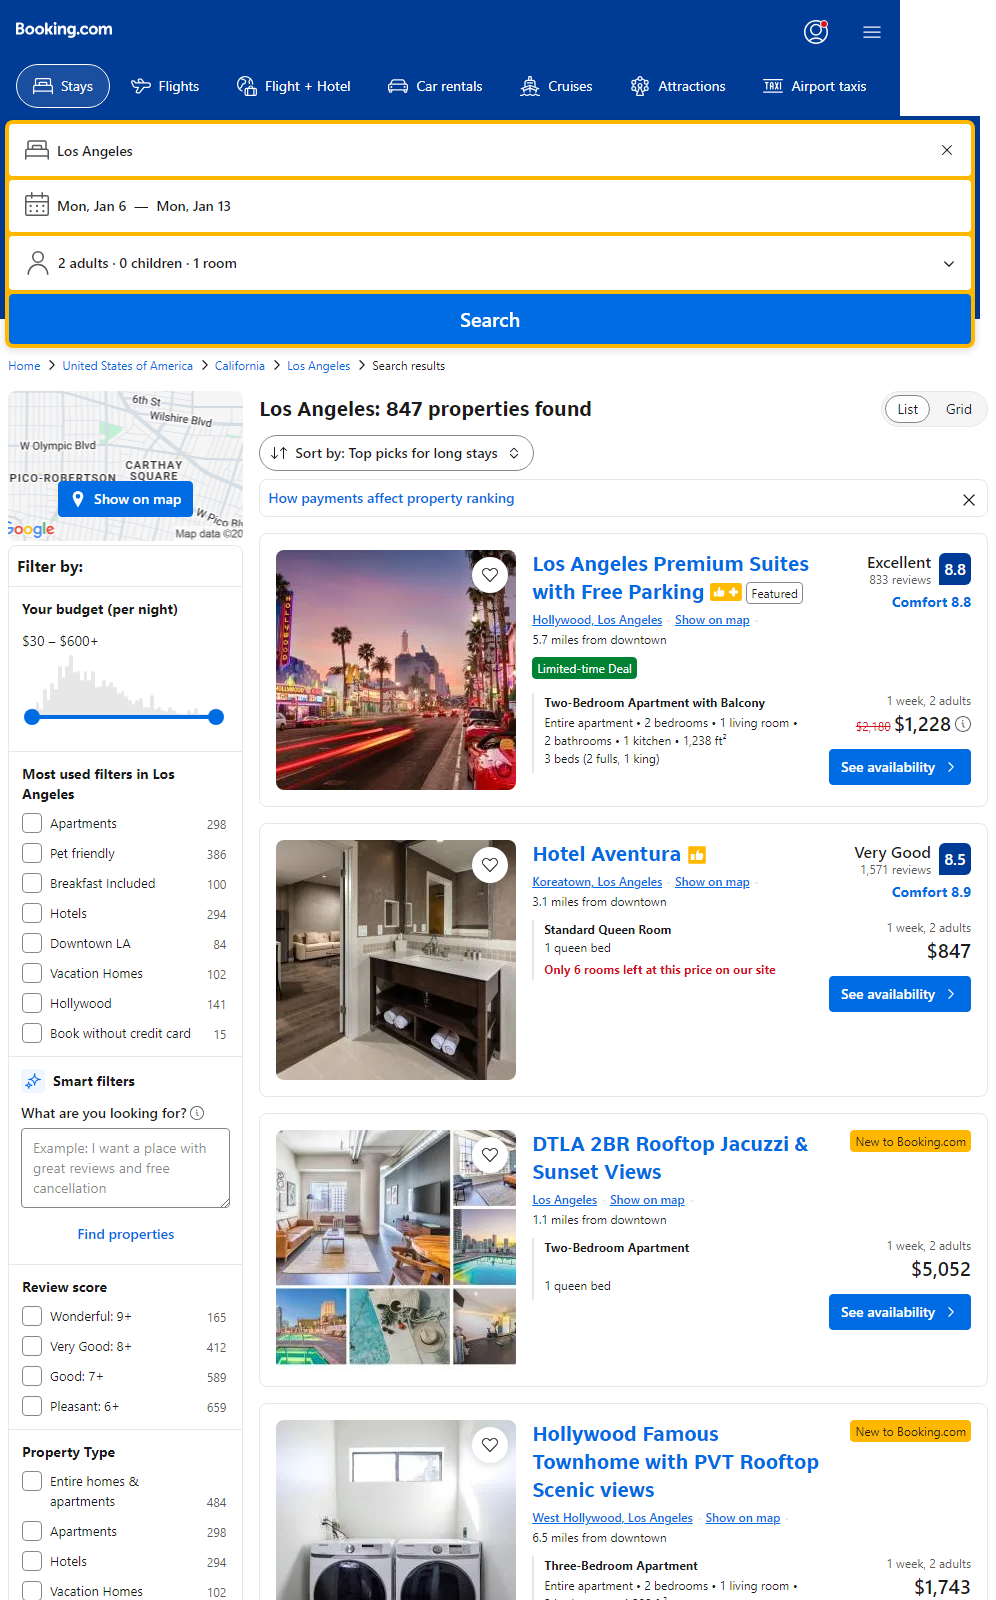 Booking.com
Stays
Flights
Flight + Hotel
Car rentals
Cruises
Attractions
TAXI
Airport taxis
Los Angeles
Mon, Jan 6 — Mon, Jan 13
2 adults · 0 children · 1 room
Search
Home > United States of America > California > Los Angeles > Search results
6th St
Wilshire Blvd
W Olympic Blvd
CARTHAY
SQUARE
PICO-ROBERTSON
Show on map
W Pico Bl
Google
Map data ©20
Filter by:
Your budget (per night)
$30 – $600+
Most used filters in Los
Angeles
Apartments 298
Pet friendly 386
Breakfast Included 100
Hotels 294
Downtown LA 84
Vacation Homes 102
Hollywood 141
Book without credit card 15
Smart filters
What are you looking for?
Example: I want a place with
great reviews and free
cancellation
Find properties
Review score
Wonderful: 9+ 165
Very Good: 8+ 412
Good: 7+ 589
Pleasant: 6+ 659
Property Type
Entire homes &
apartments 484
Apartments 298
Hotels 294
Vacation Homes 102
Los Angeles: 847 properties found
List
Grid
Sort by: Top picks for long stays
How payments affect property ranking
HOLLYWOOD
HOLLYWOOD
Los Angeles Premium Suites
with Free Parking
Featured
Excellent
833 reviews
8.8
Comfort 8.8
Hollywood, Los Angeles · Show on map ·
5.7 miles from downtown
Limited-time Deal
Two-Bedroom Apartment with Balcony
Entire apartment • 2 bedrooms • 1 living room •
2 bathrooms • 1 kitchen • 1,238 ft²
3 beds (2 fulls, 1 king)
1 week, 2 adults
$2,180 $1,228
See availability
Hotel Aventura
Very Good
1,571 reviews
8.5
Comfort 8.9
Koreatown, Los Angeles · Show on map ·
3.1 miles from downtown
Standard Queen Room
1 queen bed
Only 6 rooms left at this price on our site
1 week, 2 adults
$847
See availability
DTLA 2BR Rooftop Jacuzzi &
Sunset Views
New to Booking.com
Los Angeles · Show on map ·
1.1 miles from downtown
Two-Bedroom Apartment
1 queen bed
1 week, 2 adults
$5,052
See availability
Hollywood Famous
Townhome with PVT Rooftop
Scenic views
New to Booking.com
West Hollywood, Los Angeles · Show on map ·
6.5 miles from downtown
Three-Bedroom Apartment
Entire apartment • 2 bedrooms • 1 living room •
1 week, 2 adults
$1,743